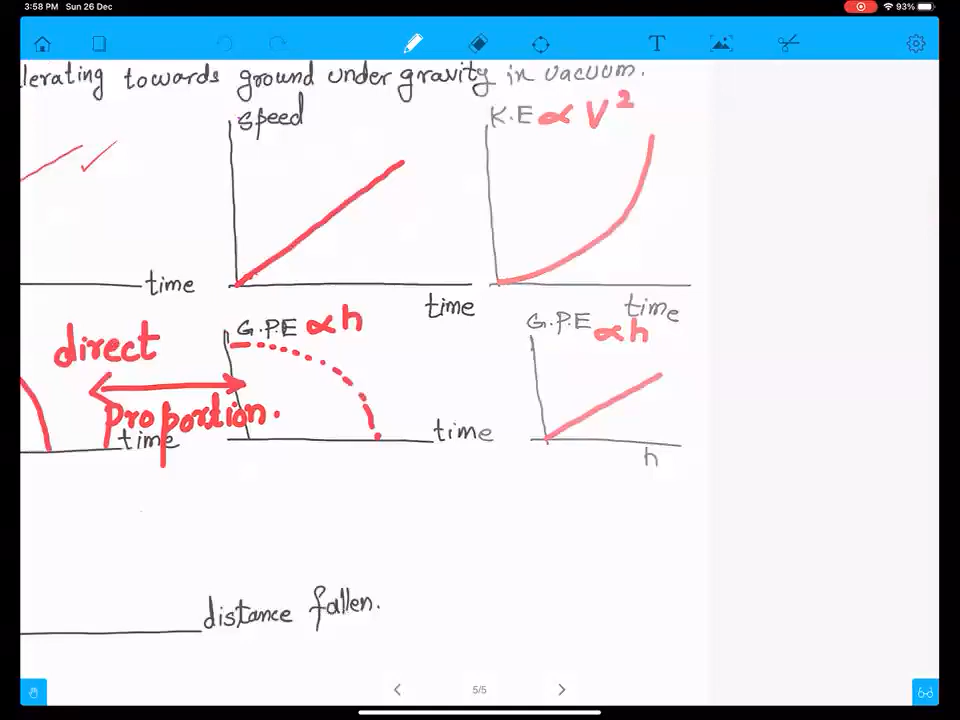 3:58 PM Sun 26 Dec
93%
T
lerating towards ground under gravity in vacuum.
speed
K.E ∝ V²
time
time
time
G.P.E ∝ h
G.P.E ∝ h
direct
proportion.
time
time
h
distance fallen.
5/5